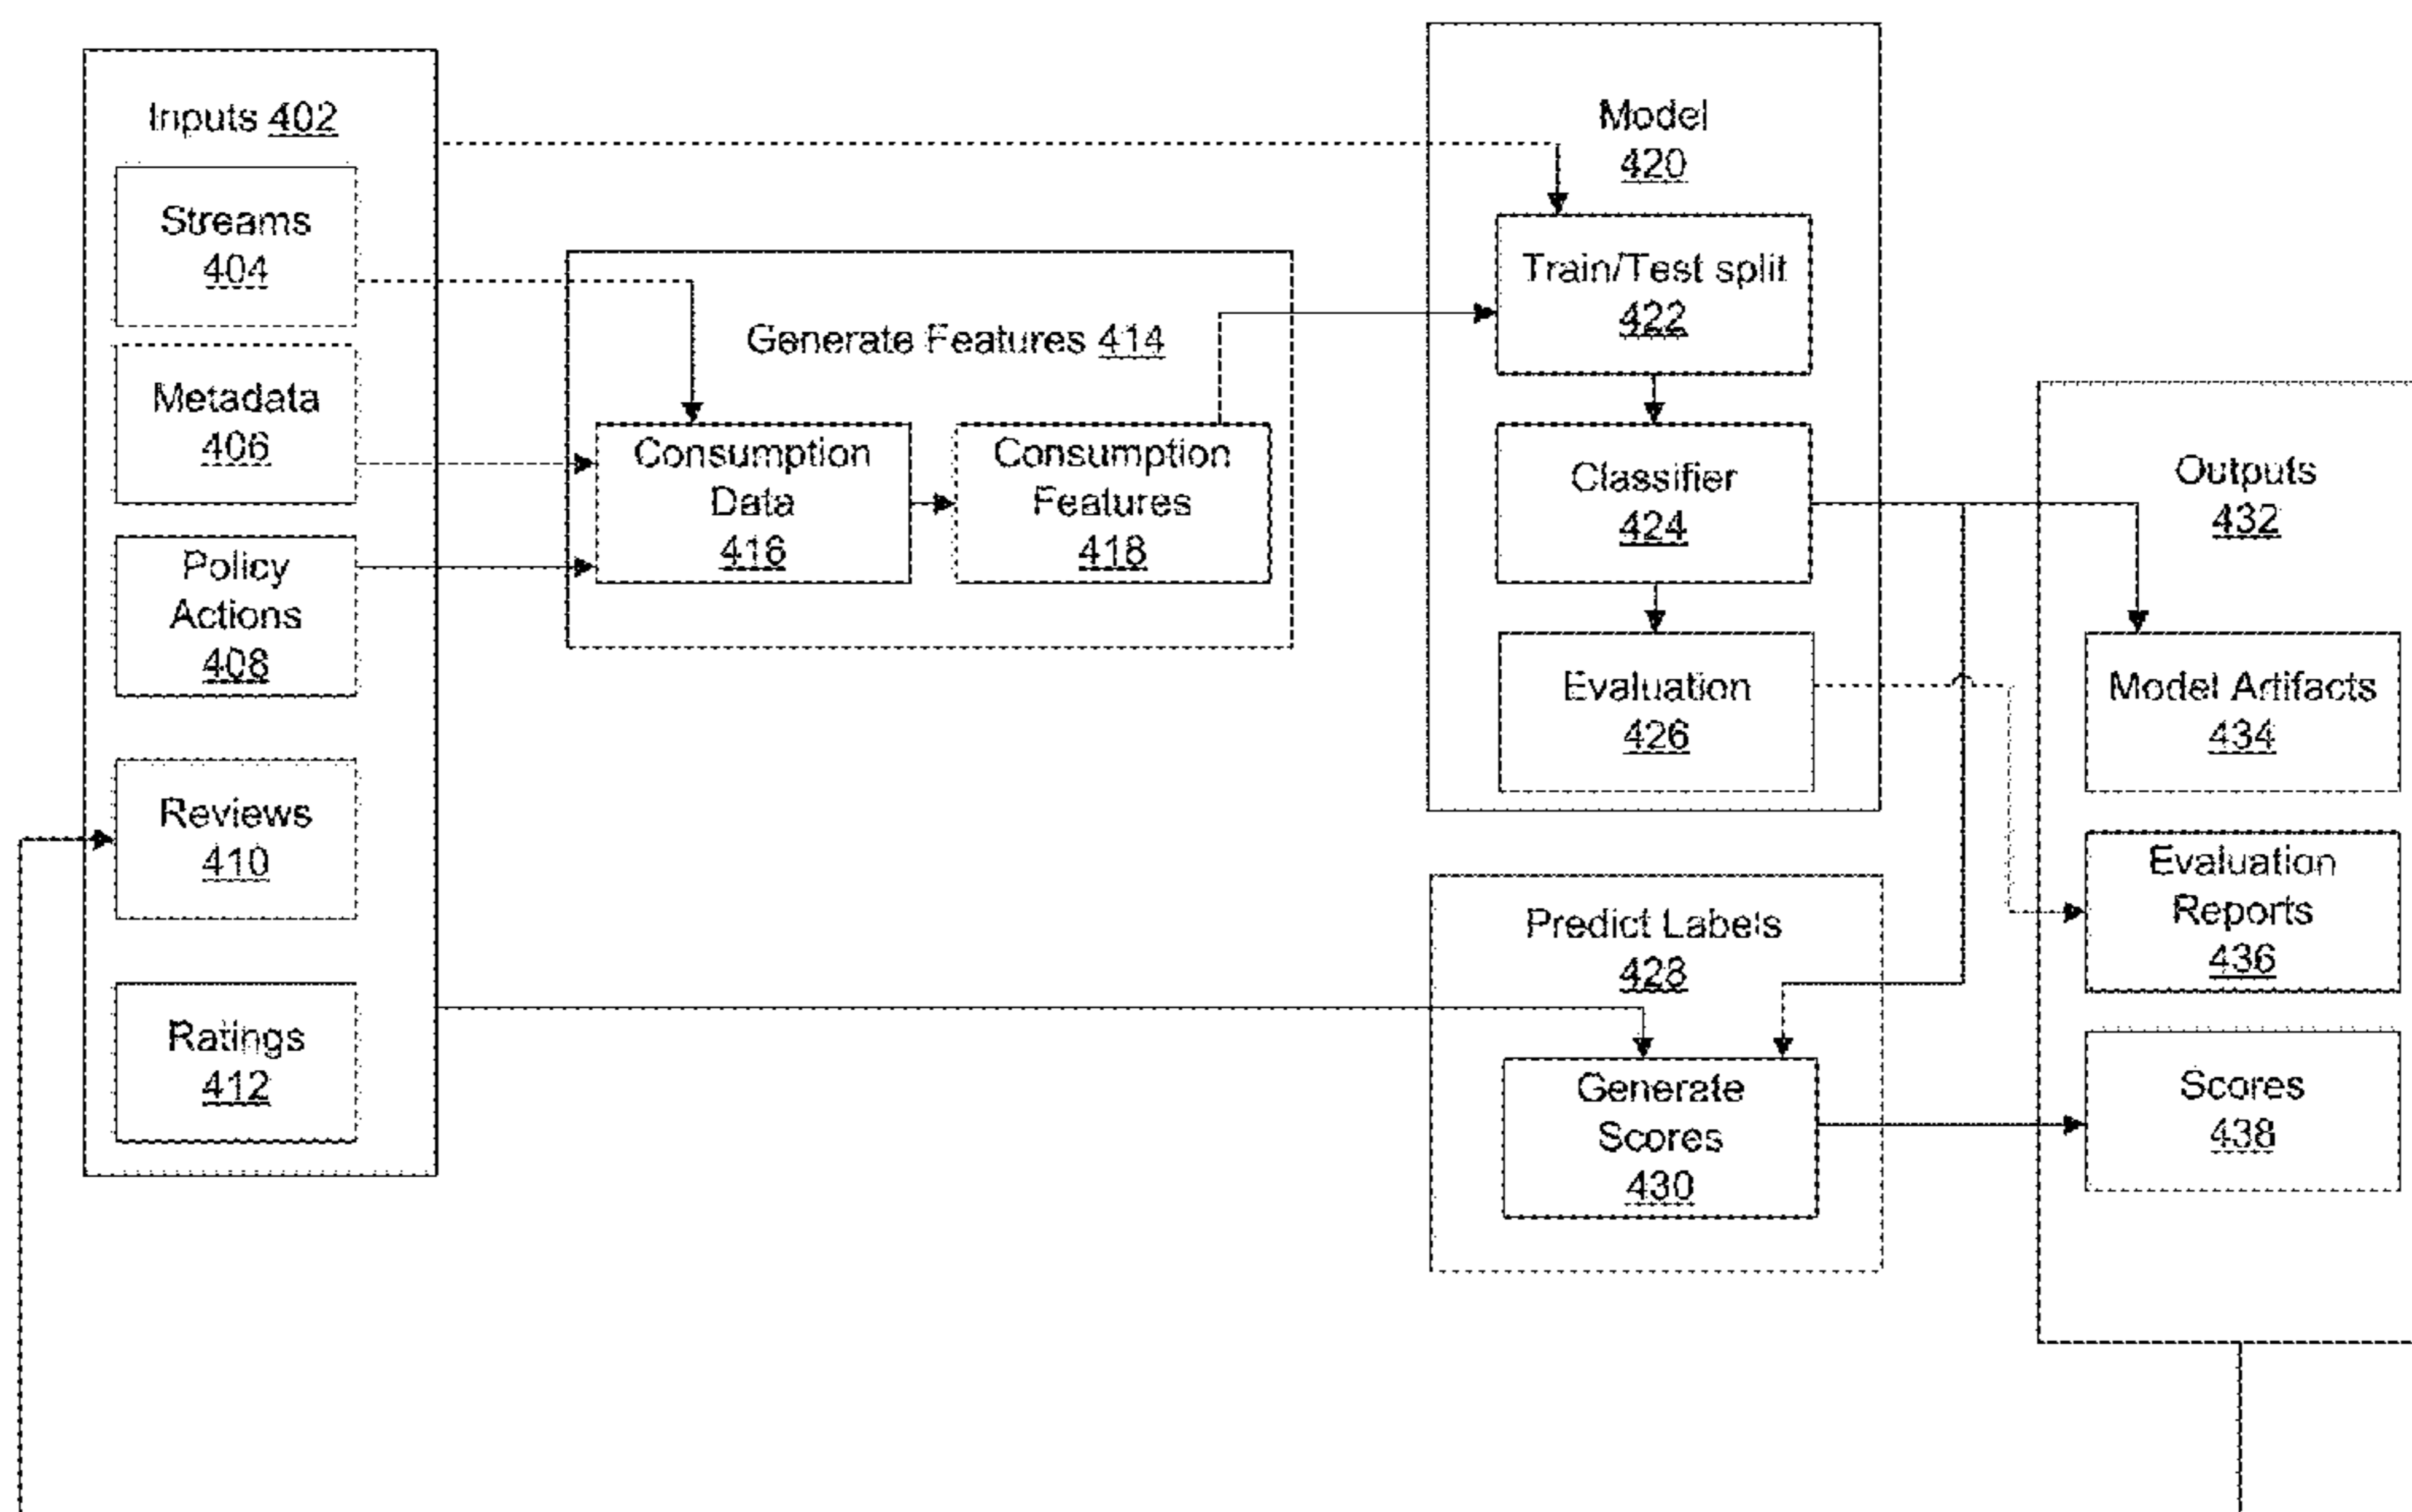 Inputs 402
Streams
404
Metadata
406
Policy
Actions
408
Reviews
410
Ratings
412
Generate Features 414
Consumption
Data
416
Consumption
Features
418
Model
420
Train/Test split
422
Classifier
424
Evaluation
426
Predict Labels
428
Generate
Scores
430
Outputs
432
Model Artifacts
434
Evaluation
Reports
436
Scores
438